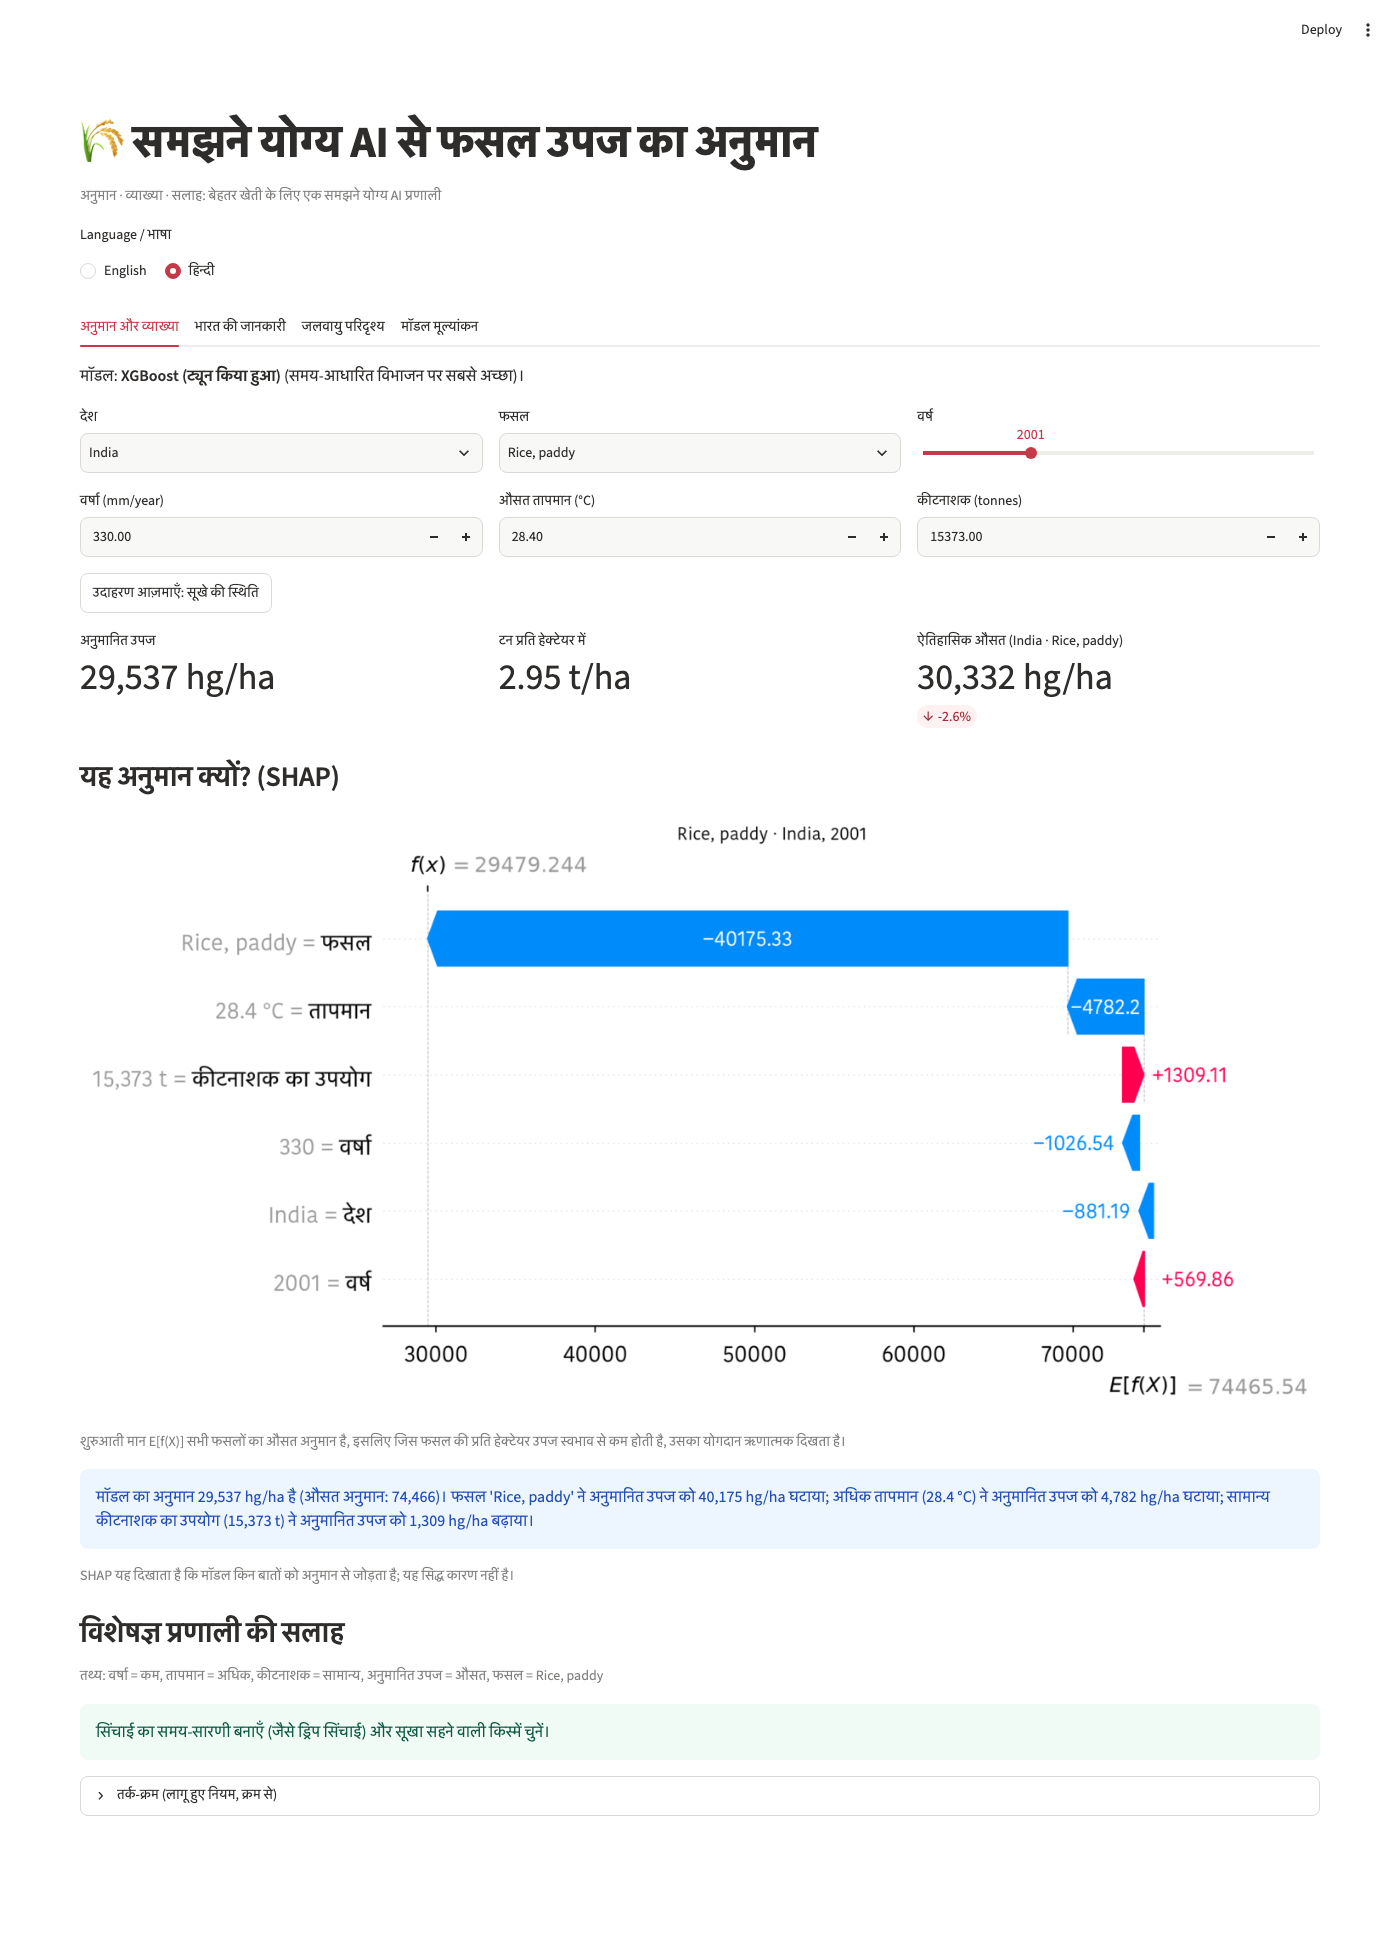 Deploy
समझने योग्य AI से फसल उपज का अनुमान
अनुमान · व्याख्या · सलाह: बेहतर खेती के लिए एक समझने योग्य AI प्रणाली
Language / भाषा
English हिन्दी
अनुमान और व्याख्या भारत की जानकारी जलवायु परिदृश्य मॉडल मूल्यांकन
मॉडल: XGBoost (ट्यून किया हुआ) (समय-आधारित विभाजन पर सबसे अच्छा)।
देश फसल वर्ष
2001
India Rice, paddy
वर्षा (mm/year) औसत तापमान (°C) कीटनाशक (tonnes)
330.00 28.40 15373.00
उदाहरण आज़माएँ: सूखे की स्थिति
अनुमानित उपज टन प्रति हेक्टेयर में ऐतिहासिक औसत (India · Rice, paddy)
29,537 hg/ha 2.95 t/ha 30,332 hg/ha
↓ -2.6%
यह अनुमान क्यों? (SHAP)
Rice, paddy · India, 2001
f(x) = 29479.244
Rice, paddy = फसल −40175.33
28.4 °C = तापमान −4782.2
15,373 t = कीटनाशक का उपयोग +1309.11
330 = वर्षा −1026.54
India = देश −881.19
2001 = वर्ष +569.86
30000 40000 50000 60000 70000
E[f(X)] = 74465.54
शुरुआती मान E[f(X)] सभी फसलों का औसत अनुमान है, इसलिए जिस फसल की प्रति हेक्टेयर उपज स्वभाव से कम होती है, उसका योगदान ऋणात्मक दिखता है।
मॉडल का अनुमान 29,537 hg/ha है (औसत अनुमान: 74,466)। फसल 'Rice, paddy' ने अनुमानित उपज को 40,175 hg/ha घटाया; अधिक तापमान (28.4 °C) ने अनुमानित उपज को 4,782 hg/ha घटाया; सामान्य
कीटनाशक का उपयोग (15,373 t) ने अनुमानित उपज को 1,309 hg/ha बढ़ाया।
SHAP यह दिखाता है कि मॉडल किन बातों को अनुमान से जोड़ता है; यह सिद्ध कारण नहीं है।
विशेषज्ञ प्रणाली की सलाह
तथ्य: वर्षा = कम, तापमान = अधिक, कीटनाशक = सामान्य, अनुमानित उपज = औसत, फसल = Rice, paddy
सिंचाई का समय-सारणी बनाएँ (जैसे ड्रिप सिंचाई) और सूखा सहने वाली किस्में चुनें।
तर्क-क्रम (लागू हुए नियम, क्रम से)